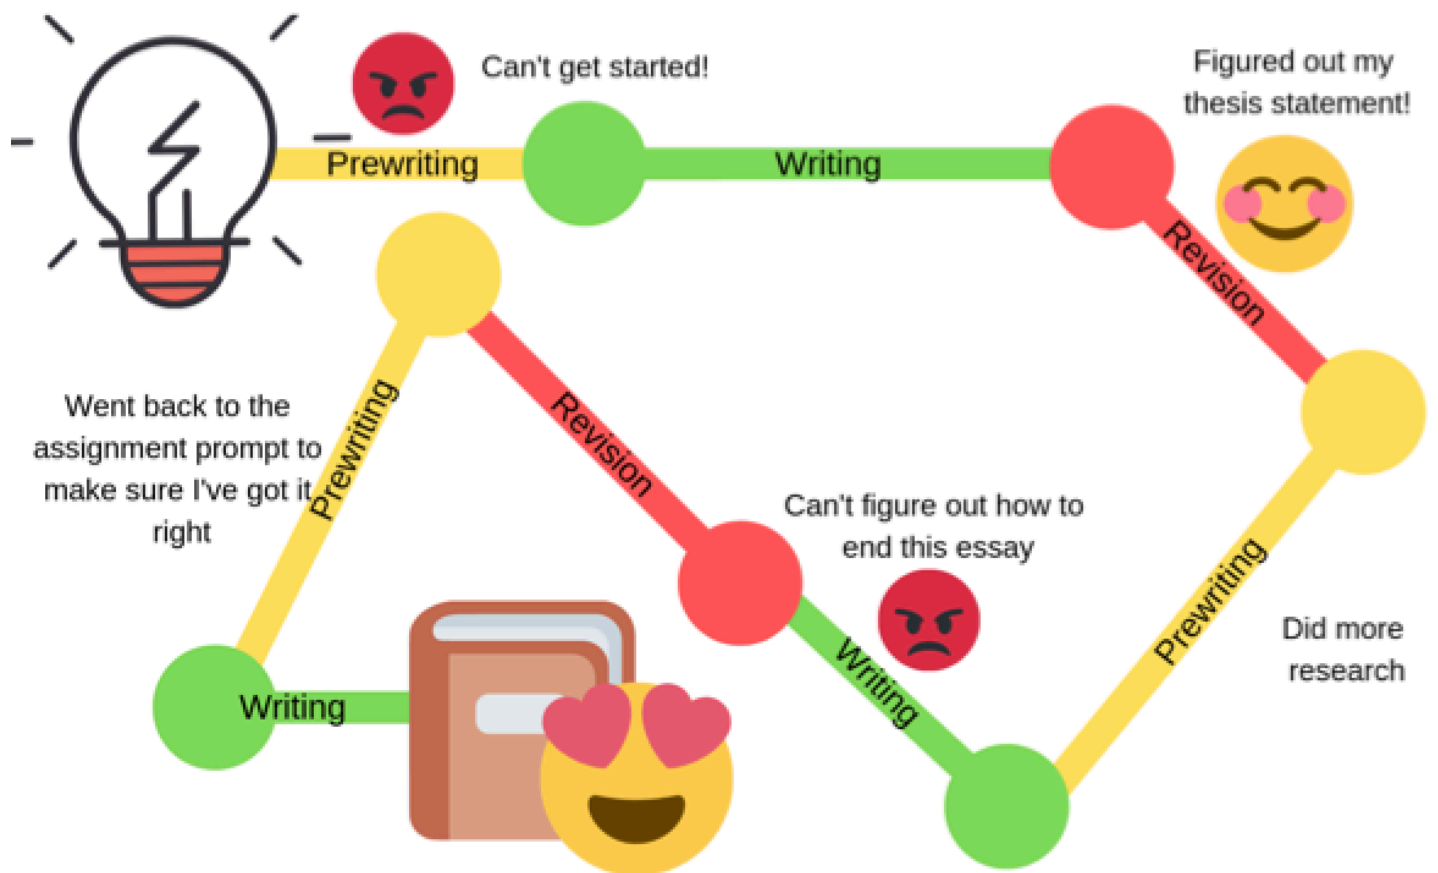 Can't get started!
Prewriting
Writing
Figured out my
thesis statement!
Revision
Prewriting
Did more
research
Writing
Can't figure out how to
end this essay
Revision
Prewriting
Went back to the
assignment prompt to
make sure I've got it
right
Writing